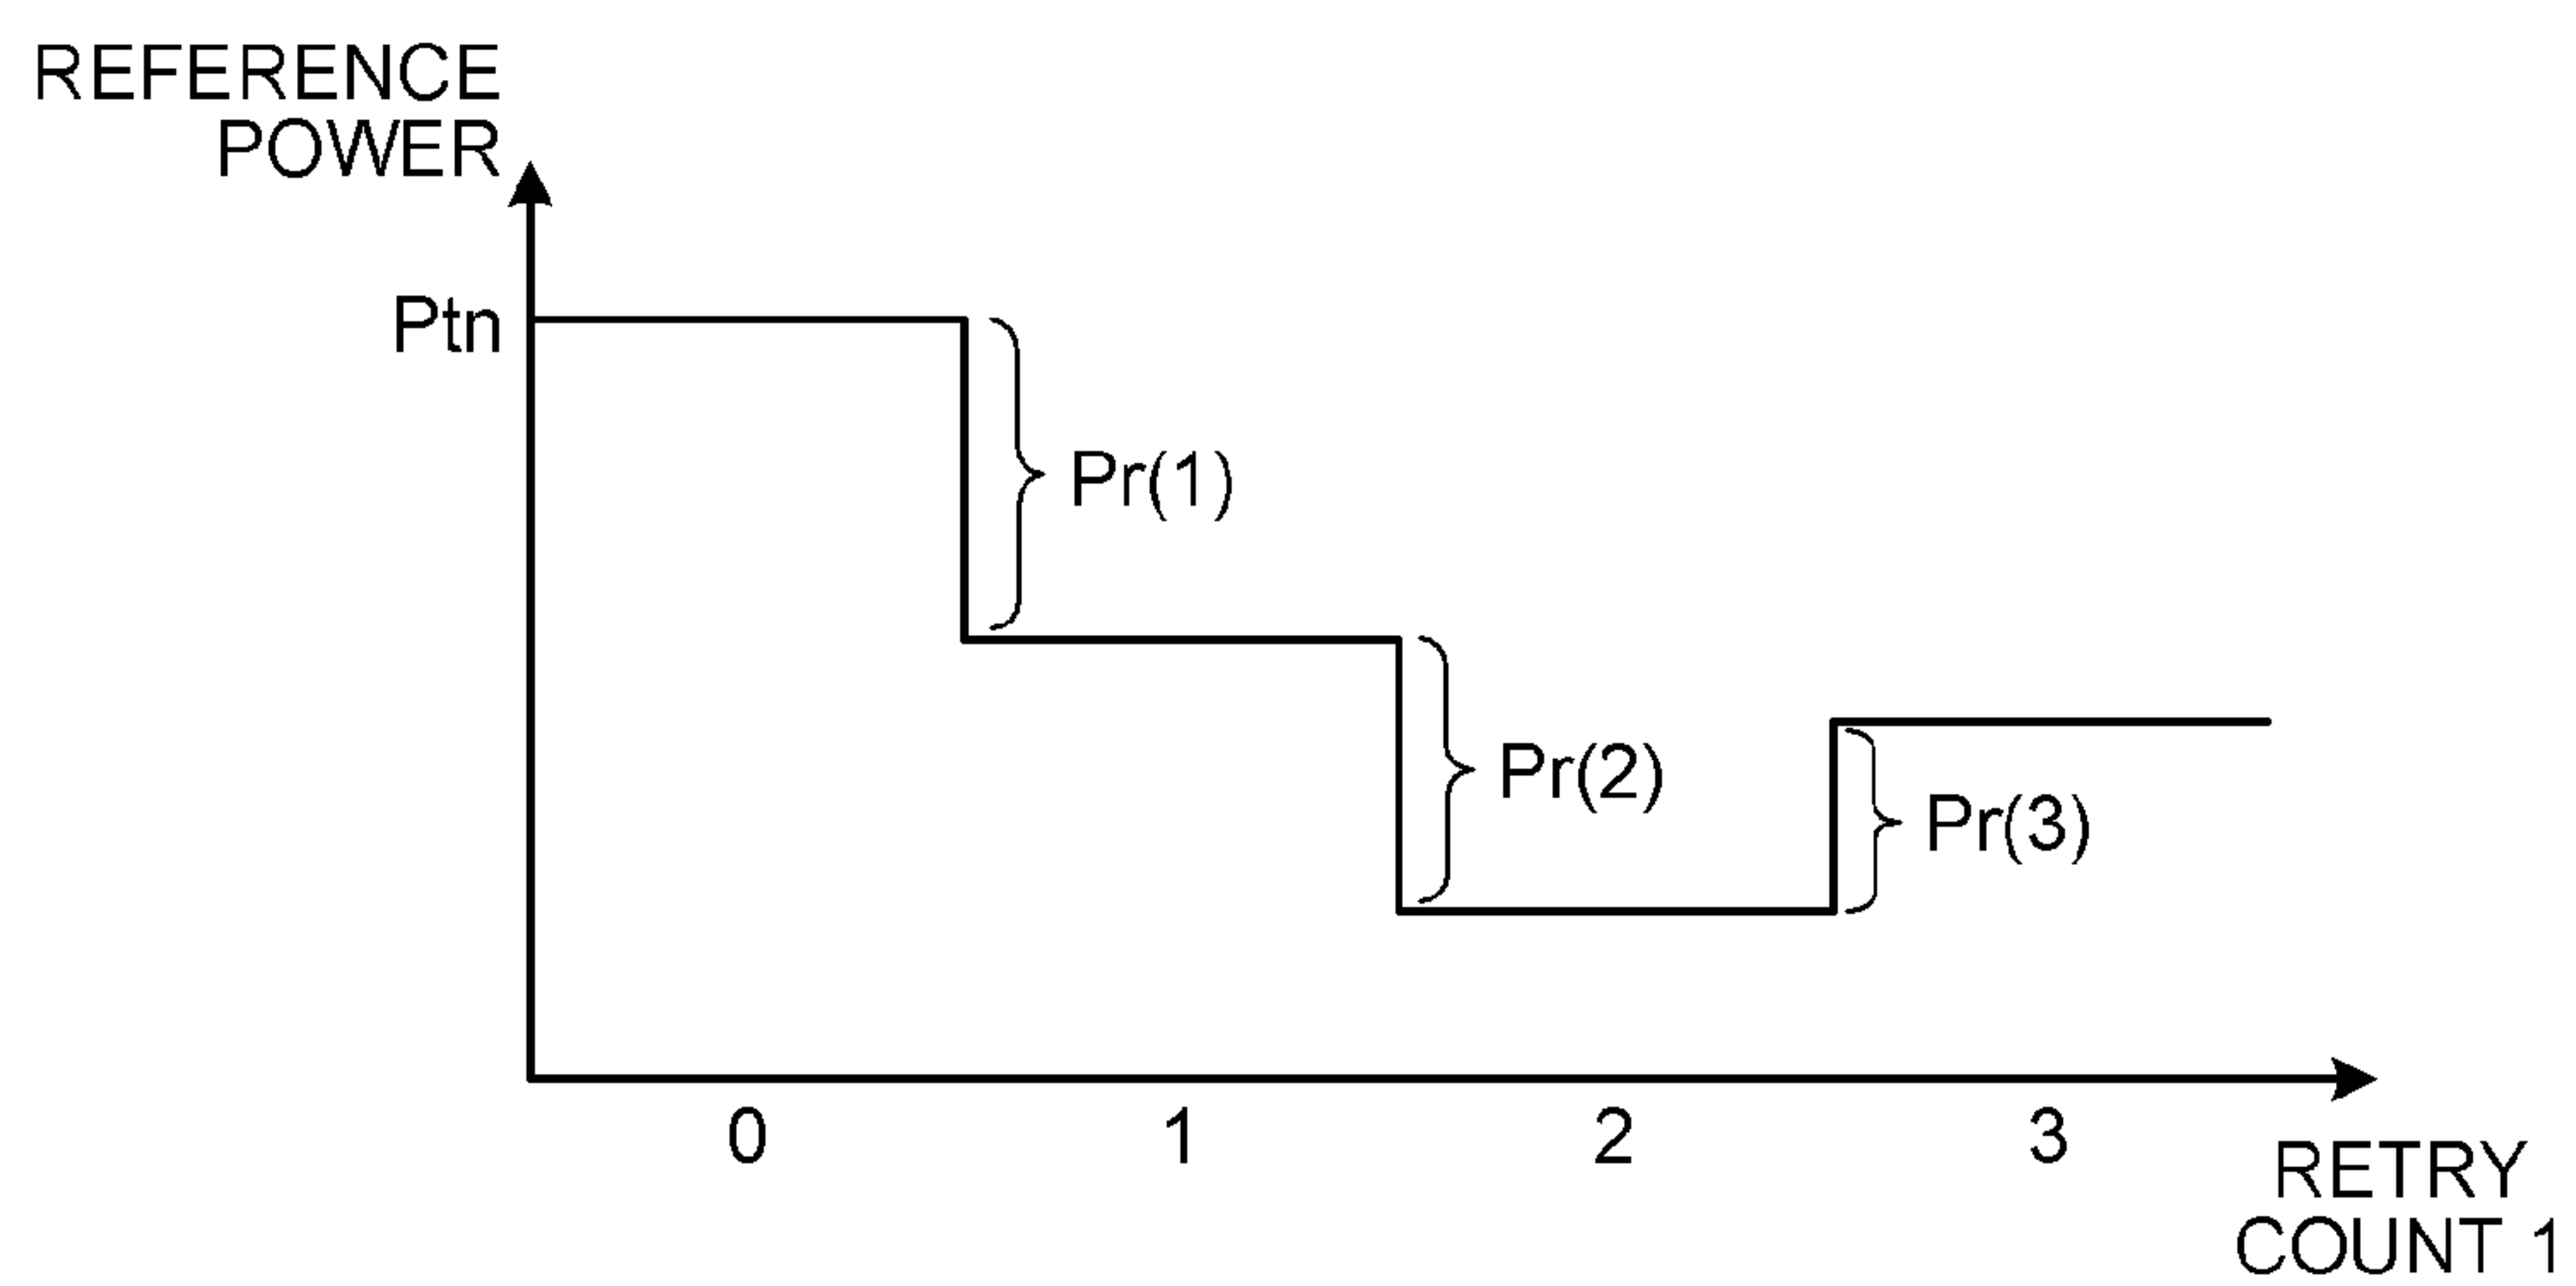 REFERENCE
POWER
Ptn
Pr(1)
Pr(2)
Pr(3)
0 1 2 3
RETRY
COUNT 1